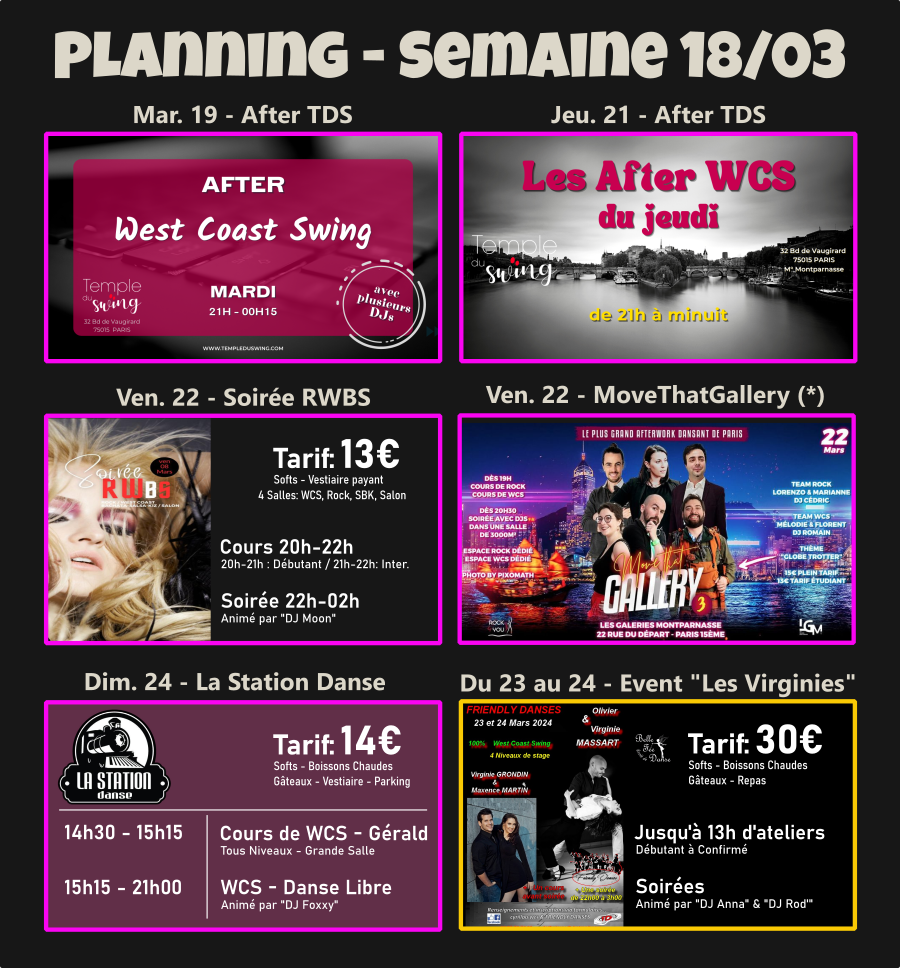 PLANNING - SEMAINE 18/03
Mar. 19 - After TDS
AFTER
West Coast Swing
Temple
du swing
32 Bd de Vaugirard
75015 PARIS
MARDI
21H - 00H15
avec
plusieurs
DJs
WWW.TEMPLEDUSWING.COM
Jeu. 21 - After TDS
Les After WCS
du jeudi
Temple
du swing
32 Bd de Vaugirard
75015 PARIS
M° Montparnasse
de 21h à minuit
Ven. 22 - Soirée RWBS
Soirée
RWBS
ven
08
Mars
Tarif: 13€
Softs - Vestiaire payant
4 Salles: WCS, Rock, SBK, Salon
Cours 20h-22h
20h-21h : Débutant / 21h-22h: Inter.
Soirée 22h-02h
Animé par "DJ Moon"
Ven. 22 - MoveThatGallery (*)
LE PLUS GRAND AFTERWORK DANSANT DE PARIS
22
Mars
DÈS 19H
COURS DE ROCK
COURS DE WCS
DÈS 20H30
SOIRÉE AVEC DJS
DANS UNE SALLE
DE 3000M²
ESPACE ROCK DÉDIÉ
ESPACE WCS DÉDIÉ
PHOTO BY PIXOMATH
TEAM ROCK
LORENZO & MARIANNE
DJ CÉDRIC
TEAM WCS
MÉLODIE & FLORENT
DJ ROMAIN
THÈME
"GLOBE TROTTER"
15€ PLEIN TARIF
13€ TARIF ÉTUDIANT
Move that
GALLERY
3
LES GALERIES MONTPARNASSE
22 RUE DU DÉPART - PARIS 15ÈME
ROCK
YOU
LGM
Dim. 24 - La Station Danse
LA STATION
danse
Tarif: 14€
Softs - Boissons Chaudes
Gâteaux - Vestiaire - Parking
14h30 - 15h15
Cours de WCS - Gérald
Tous Niveaux - Grande Salle
15h15 - 21h00
WCS - Danse Libre
Animé par "DJ Foxxy"
Du 23 au 24 - Event "Les Virginies"
FRIENDLY DANSES
23 et 24 Mars 2024
100% West Coast Swing
4 Niveaux de stage
Olivier
&
Virginie
MASSART
Virginie GRONDIN
&
Maxence MARTIN
Belle
Fée
Danse
Tarif: 30€
Softs - Boissons Chaudes
Gâteaux - Repas
Jusqu'à 13h d'ateliers
Débutant à Confirmé
Soirées
Animé par "DJ Anna" & "DJ Rod'"